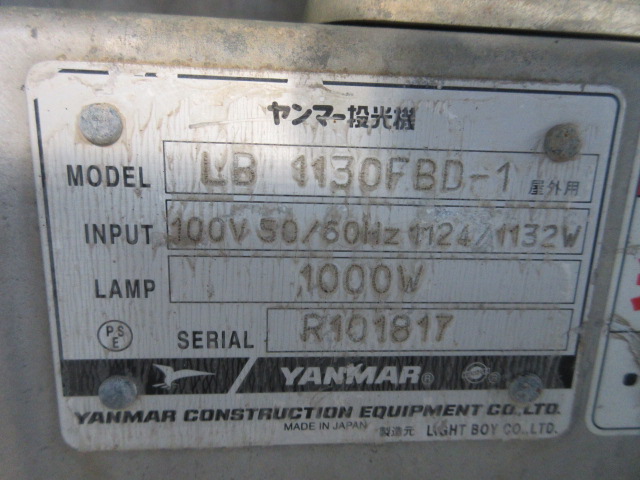 ヤンマー投光機
MODEL LB 1130FBD-1 屋外用
INPUT 100V 50/60Hz 1124/1132W
LAMP 1000W
PSE SERIAL R101817
YANMAR®
YANMAR CONSTRUCTION EQUIPMENT CO.,LTD.
MADE IN JAPAN 製造元 LIGHT BOY CO.,LTD.